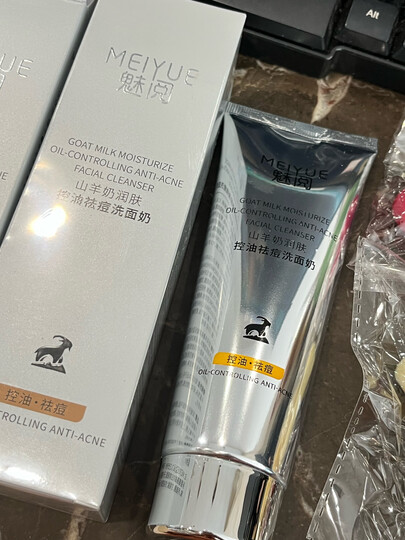 Alt
MEIYUE
魅阅
GOAT MILK MOISTURIZE
OIL-CONTROLLING ANTI-ACNE
FACIAL CLEANSER
山羊奶润肤
控油祛痘洗面奶
控油·祛痘
OIL-CONTROLLING ANTI-ACNE
MEIYUE
魅阅
GOAT MILK MOISTURIZE
OIL-CONTROLLING ANTI-ACNE
FACIAL CLEANSER
山羊奶润肤
控油祛痘洗面奶
控油·祛痘
OIL-CONTROLLING ANTI-ACNE